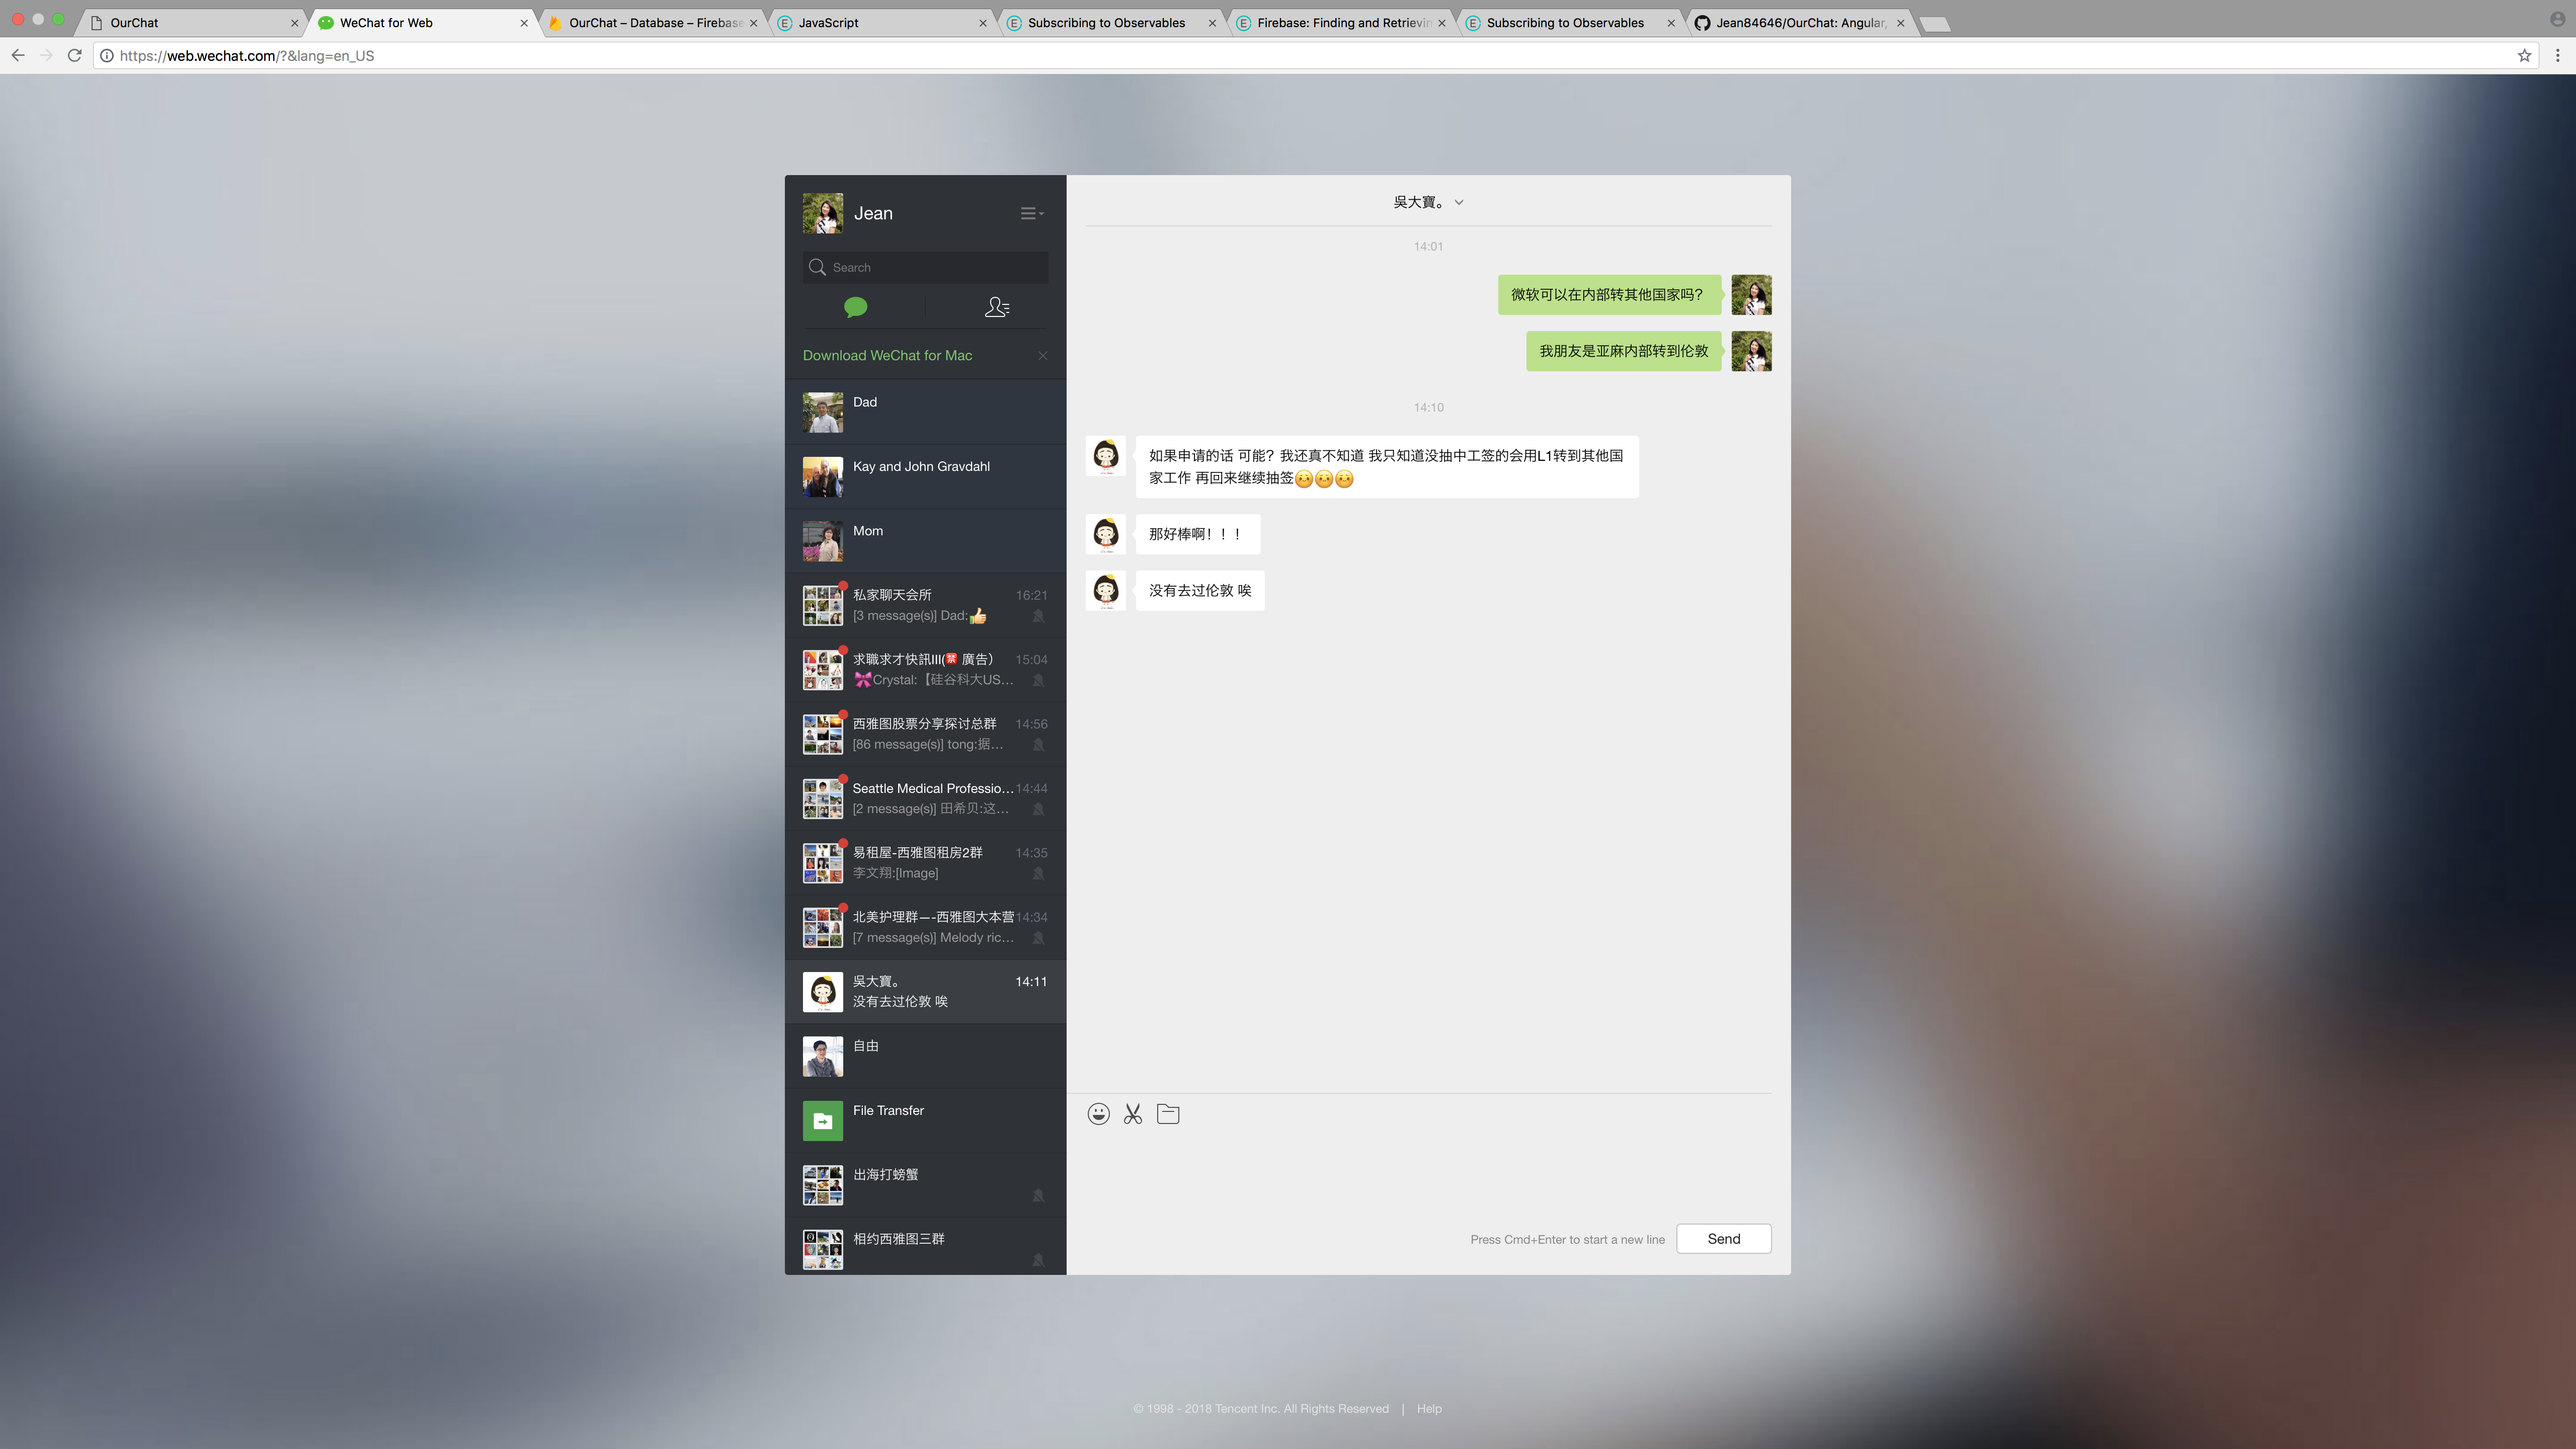 OurChat
WeChat for Web
OurChat – Database – Firebase
JavaScript
Subscribing to Observables
Firebase: Finding and Retrievin
Subscribing to Observables
Jean84646/OurChat: Angular,
https://web.wechat.com/?&lang=en_US
Jean
Search
Download WeChat for Mac
Dad
Kay and John Gravdahl
Mom
私家聊天会所 16:21
[3 message(s)] Dad:👍
求職求才快訊III(🈲 廣告） 15:04
🎀Crystal:【硅谷科大US...
西雅图股票分享探讨总群 14:56
[86 message(s)] tong:据...
Seattle Medical Professio... 14:44
[2 message(s)] 田希贝:这...
易租屋-西雅图租房2群 14:35
李文翔:[Image]
北美护理群—-西雅图大本营 14:34
[7 message(s)] Melody ric...
吳大寶。 14:11
没有去过伦敦 唉
自由
File Transfer
出海打螃蟹
相约西雅图三群
吳大寶。
14:01
微软可以在内部转其他国家吗？
我朋友是亚麻内部转到伦敦
14:10
如果申请的话 可能？我还真不知道 我只知道没抽中工签的会用L1转到其他国
家工作 再回来继续抽签😊😊😊
那好棒啊！！！
没有去过伦敦 唉
Press Cmd+Enter to start a new line
Send
© 1998 - 2018 Tencent Inc. All Rights Reserved | Help